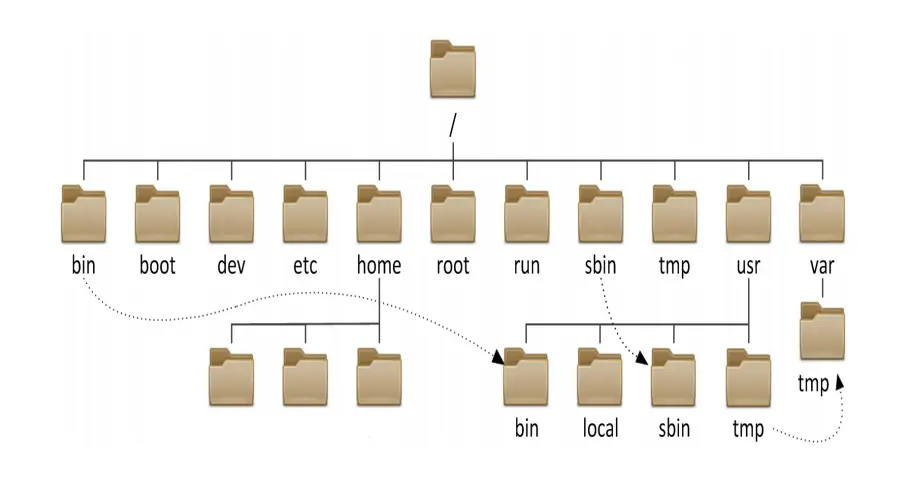 /
bin boot dev etc home root run sbin tmp usr var
tmp
bin local sbin tmp